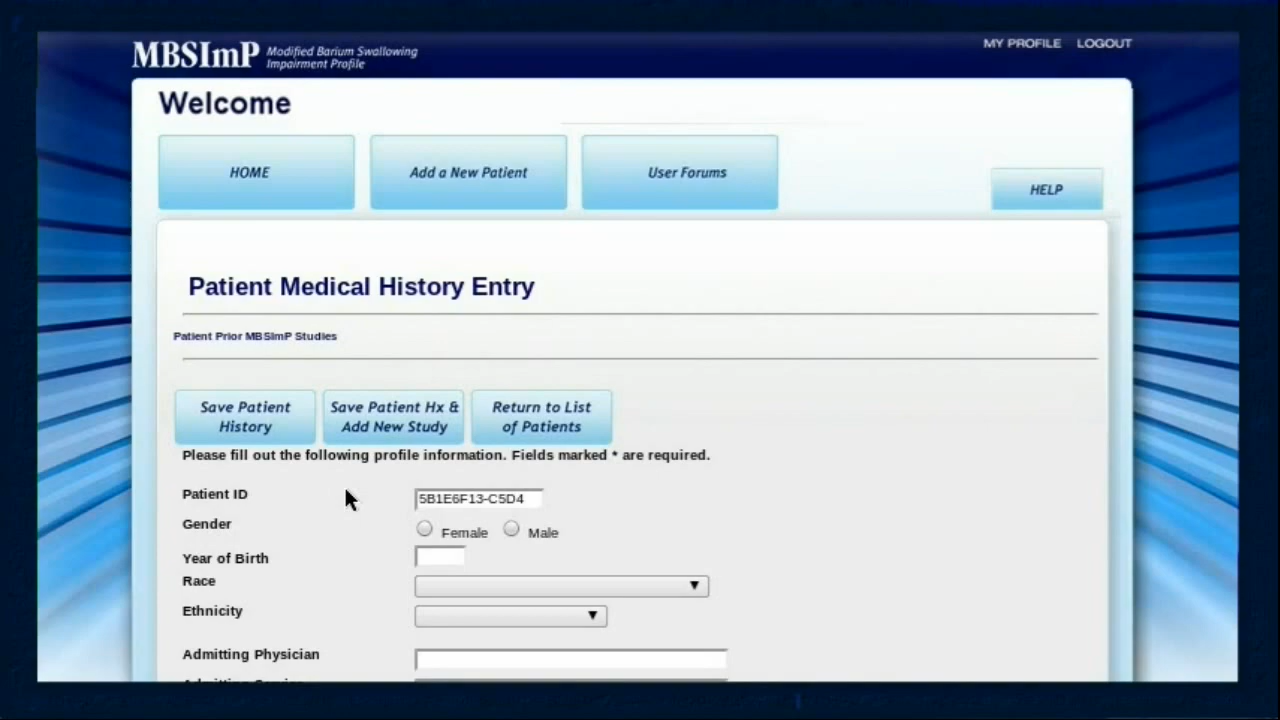 MBSImP Modified Barium Swallowing
Impairment Profile
MY PROFILE LOGOUT
Welcome
HOME
Add a New Patient
User Forums
HELP
Patient Medical History Entry
Patient Prior MBSImP Studies
Save Patient
History
Save Patient Hx &
Add New Study
Return to List
of Patients
Please fill out the following profile information. Fields marked * are required.
Patient ID 5B1E6F13-C5D4
Gender Female Male
Year of Birth
Race
Ethnicity
Admitting Physician